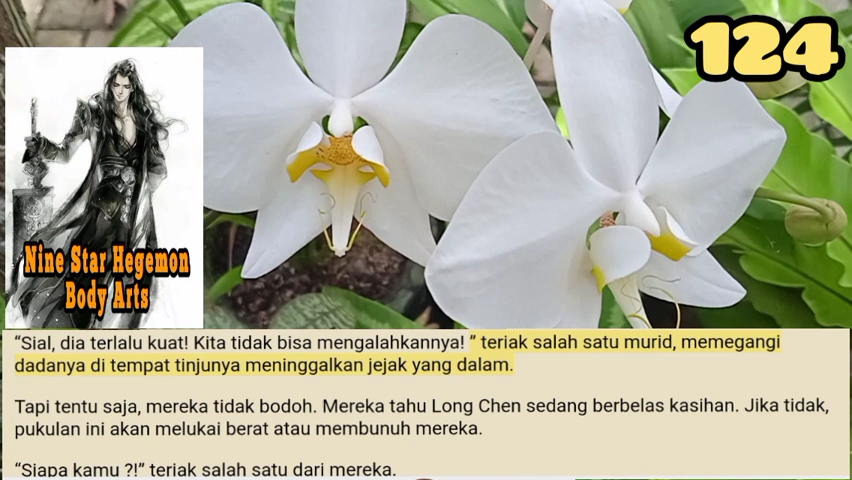 124
Nine Star Hegemon
Body Arts
“Sial, dia terlalu kuat! Kita tidak bisa mengalahkannya! ” teriak salah satu murid, memegangi
dadanya di tempat tinjunya meninggalkan jejak yang dalam.
Tapi tentu saja, mereka tidak bodoh. Mereka tahu Long Chen sedang berbelas kasihan. Jika tidak,
pukulan ini akan melukai berat atau membunuh mereka.
“Siapa kamu ?!” teriak salah satu dari mereka.